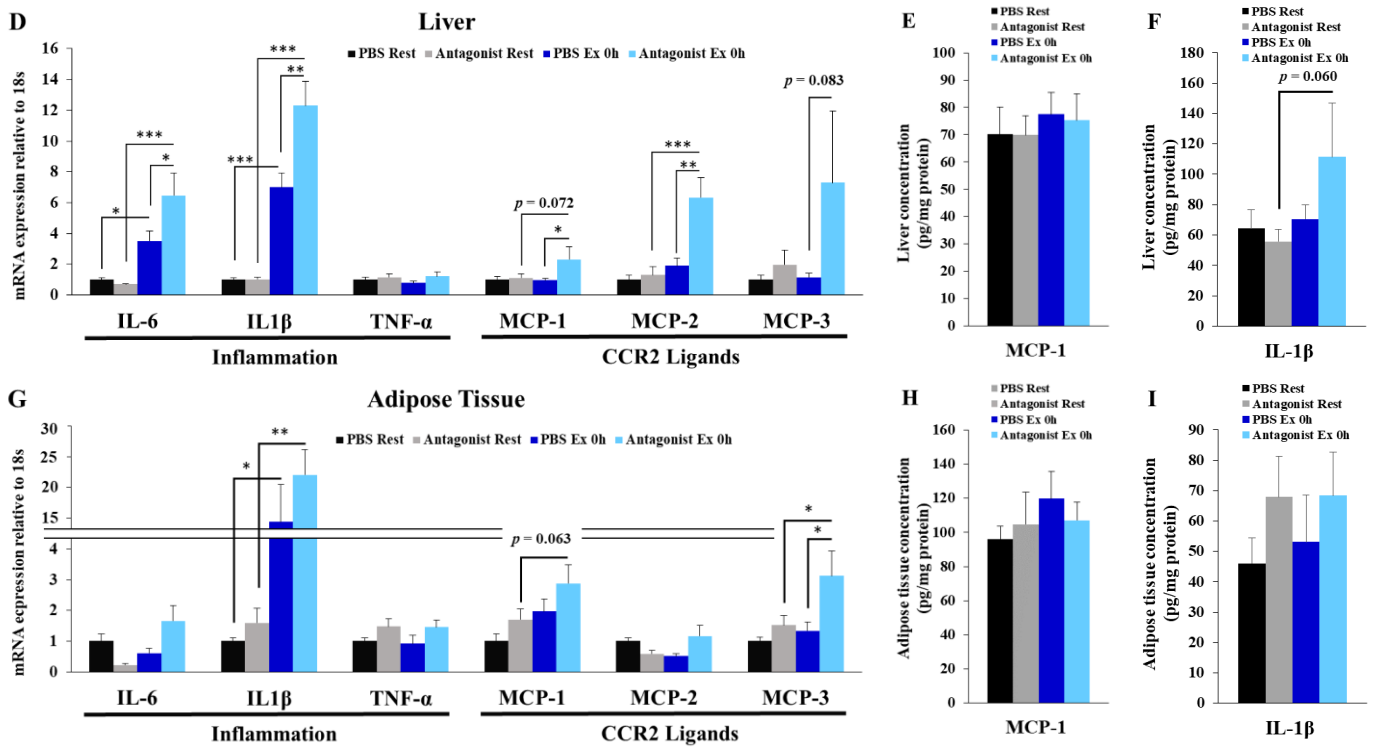 D
Liver
PBS Rest Antagonist Rest PBS Ex 0h Antagonist Ex 0h
mRNA expression relative to 18s
16
14
12
10
8
6
4
2
0
* *** *
*** *** **
p = 0.072 *
*** **
p = 0.083
IL-6 IL1β TNF-α MCP-1 MCP-2 MCP-3
Inflammation CCR2 Ligands
E
PBS Rest
Antagonist Rest
PBS Ex 0h
Antagonist Ex 0h
Liver concentration
(pg/mg protein)
100
90
80
70
60
50
40
30
20
10
0
MCP-1
F
PBS Rest
Antagonist Rest
PBS Ex 0h
Antagonist Ex 0h
p = 0.060
Liver concentration
(pg/mg protein)
180
160
140
120
100
80
60
40
20
0
IL-1β
G
Adipose Tissue
PBS Rest Antagonist Rest PBS Ex 0h Antagonist Ex 0h
mRNA ecpression relative to 18s
30
25
20
15
4
3
2
1
0
* **
p = 0.063
* *
IL-6 IL1β TNF-α MCP-1 MCP-2 MCP-3
Inflammation CCR2 Ligands
H
PBS Rest
Antagonist Rest
PBS Ex 0h
Antagonist Ex 0h
Adipose tissue concentration
(pg/mg protein)
160
140
120
100
80
60
40
20
0
MCP-1
I
PBS Rest
Antagonist Rest
PBS Ex 0h
Antagonist Ex 0h
Adipose tissue concentration
(pg/mg protein)
90
80
70
60
50
40
30
20
10
0
IL-1β